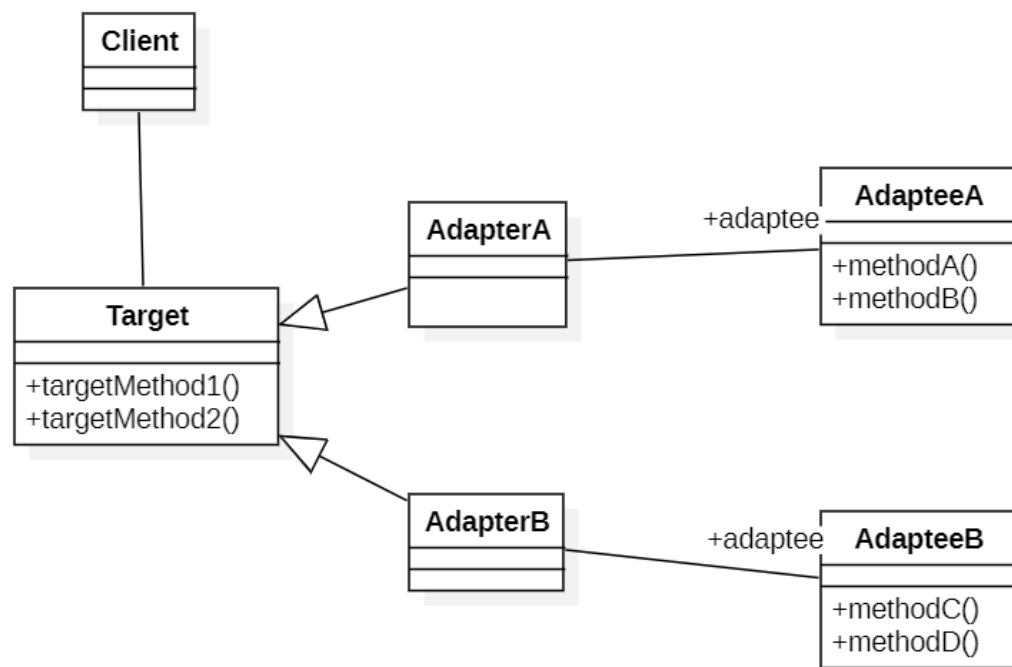 Client
Target
+targetMethod1()
+targetMethod2()
AdapterA
+adaptee
AdapteeA
+methodA()
+methodB()
AdapterB
+adaptee
AdapteeB
+methodC()
+methodD()